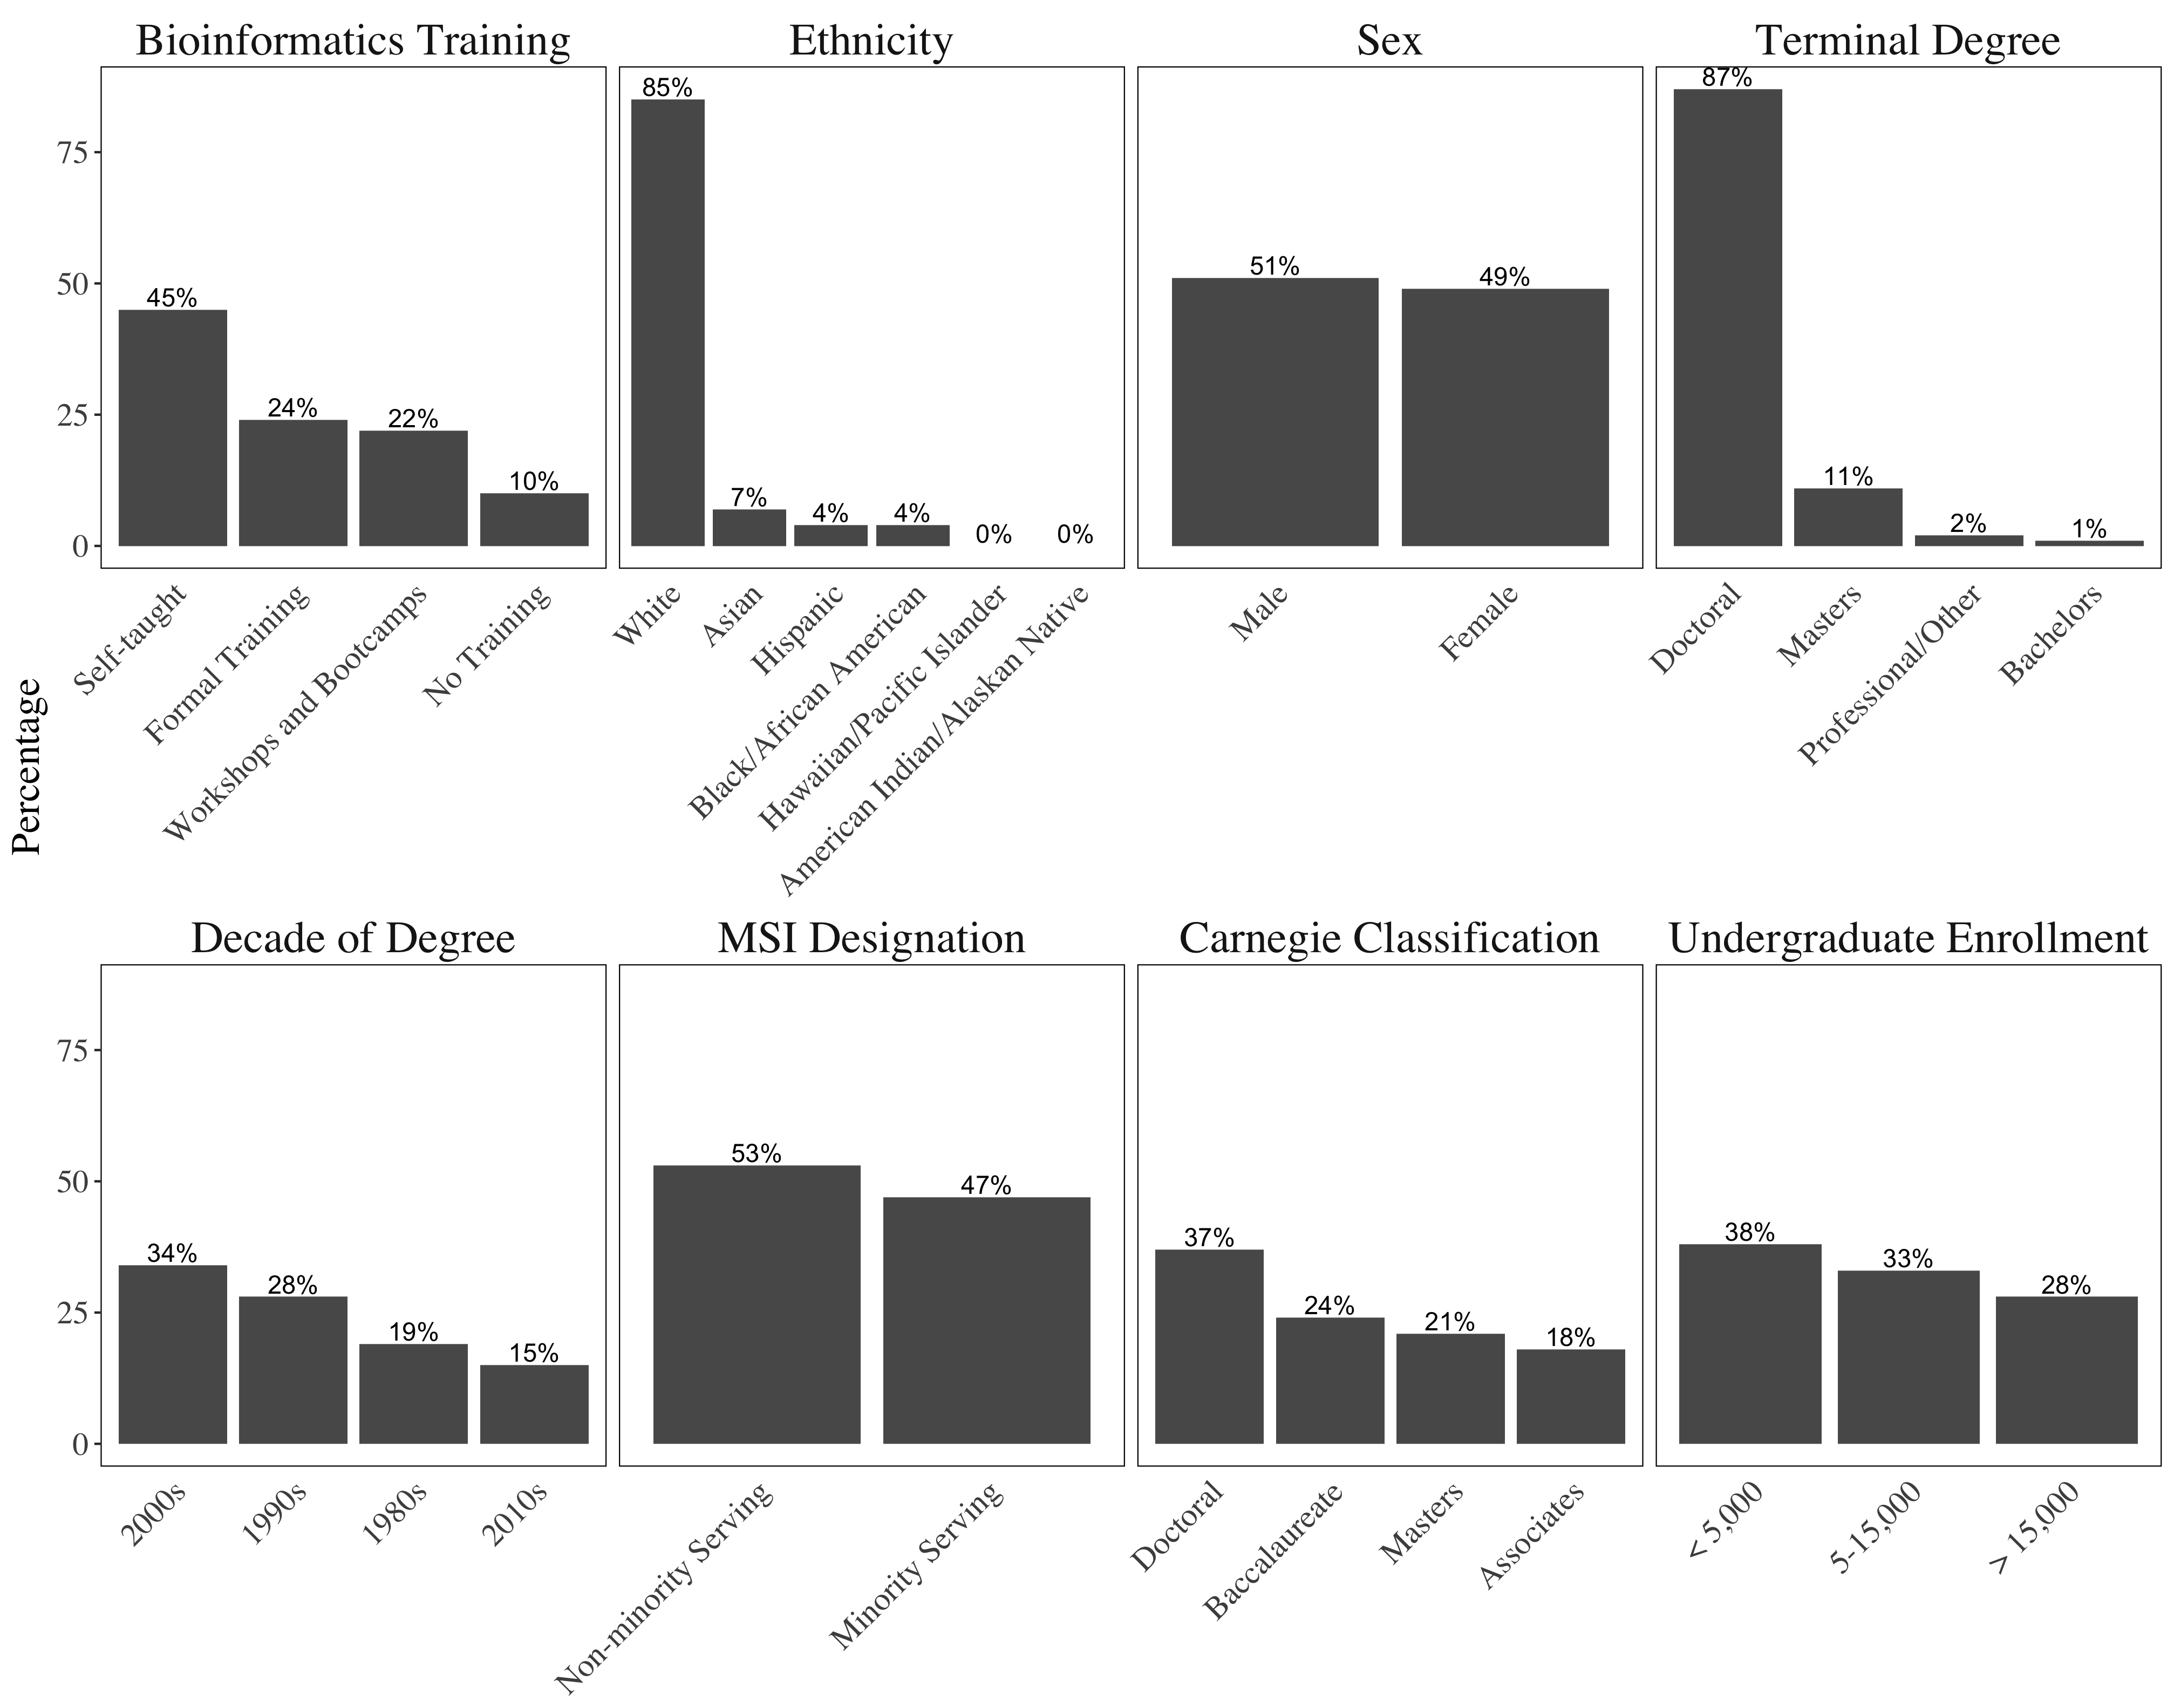 Bioinformatics Training
Ethnicity
Sex
Terminal Degree
75
50
25
0
45%
24%
22%
10%
85%
7%
4%
4%
0%
0%
51%
49%
87%
11%
2%
1%
Self-taught
Formal Training
Workshops and Bootcamps
No Training
White
Asian
Hispanic
Black/African American
Hawaiian/Pacific Islander
American Indian/Alaskan Native
Male
Female
Doctoral
Masters
Professional/Other
Bachelors
Percentage
Decade of Degree
MSI Designation
Carnegie Classification
Undergraduate Enrollment
75
50
25
0
34%
28%
19%
15%
53%
47%
37%
24%
21%
18%
38%
33%
28%
2000s
1990s
1980s
2010s
Non-minority Serving
Minority Serving
Doctoral
Baccalaureate
Masters
Associates
< 5,000
5-15,000
> 15,000